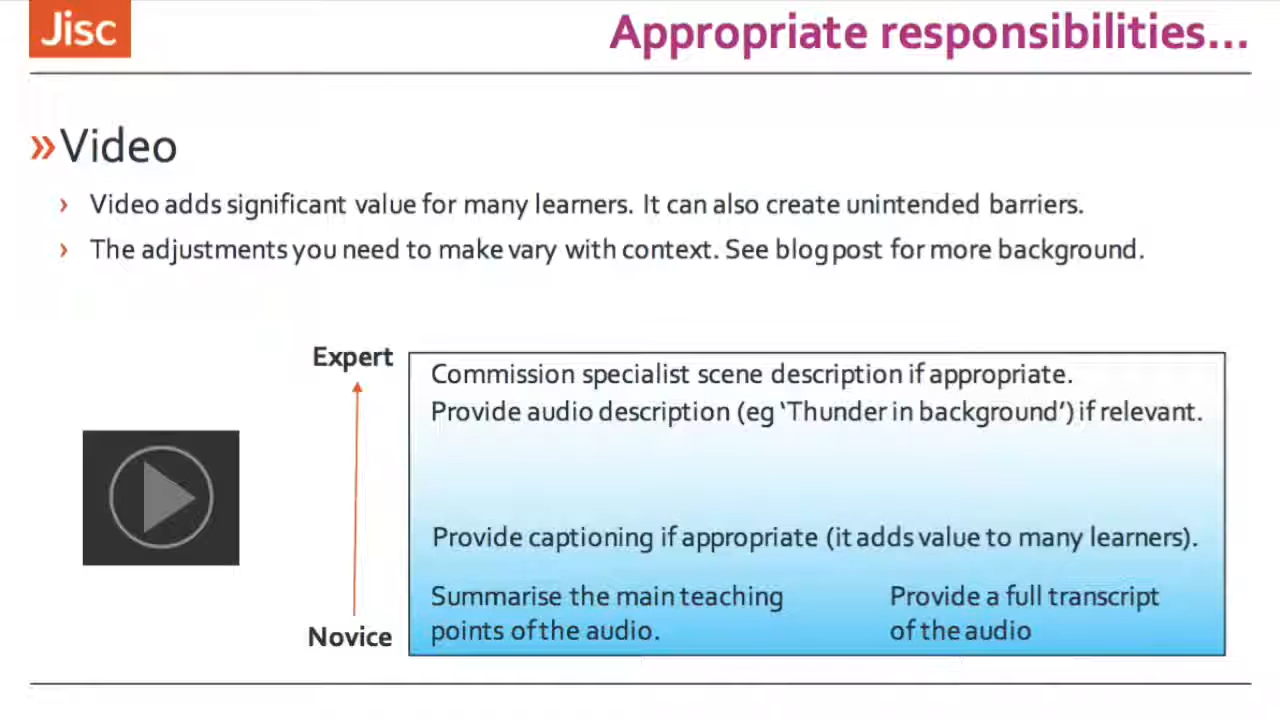 Jisc
Appropriate responsibilities...
»Video
› Video adds significant value for many learners. It can also create unintended barriers.
› The adjustments you need to make vary with context. See blog post for more background.
Expert
Commission specialist scene description if appropriate.
Provide audio description (eg ‘Thunder in background’) if relevant.
Provide captioning if appropriate (it adds value to many learners).
Summarise the main teaching
points of the audio.
Provide a full transcript
of the audio
Novice